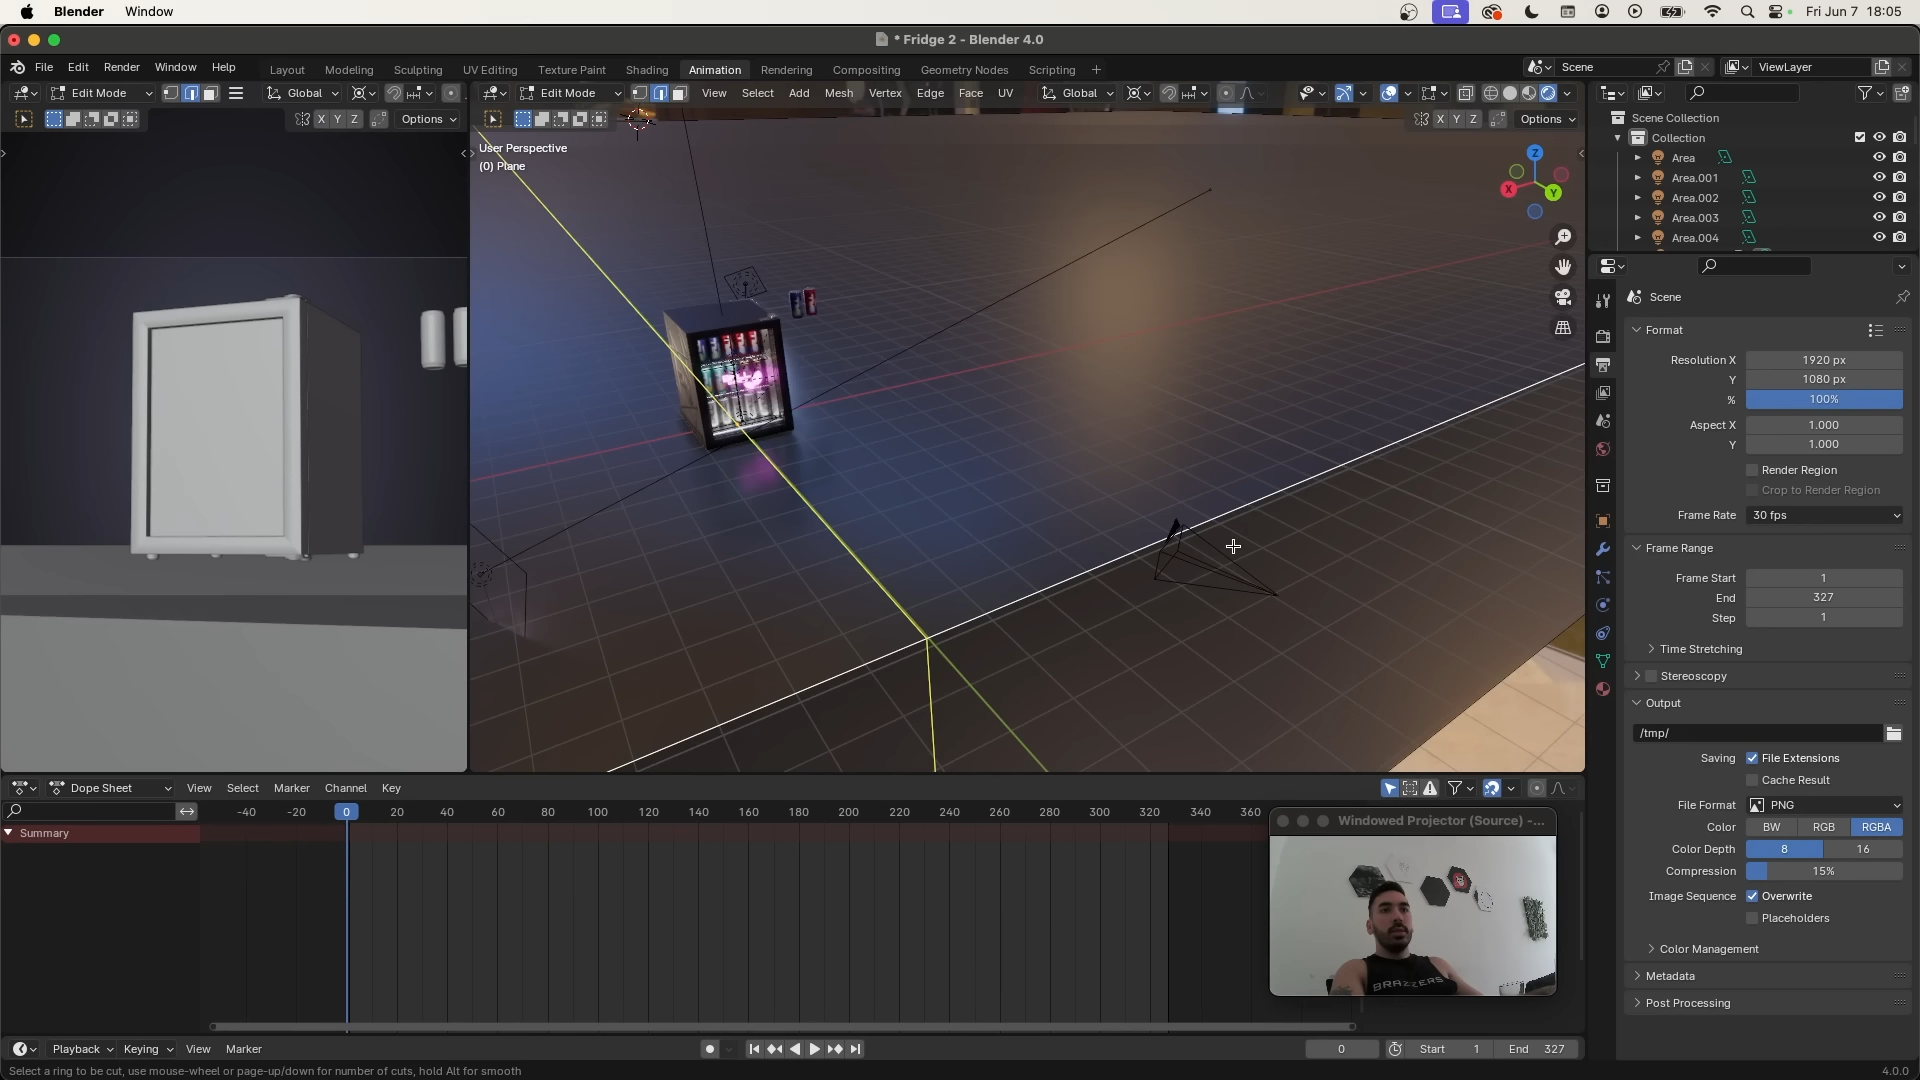 Blender Window Fri Jun 7 18:05
* Fridge 2 - Blender 4.0
File Edit Render Window Help Layout Modeling Sculpting UV Editing Texture Paint Shading Animation Rendering Compositing Geometry Nodes Scripting + Scene ViewLayer
Edit Mode Global Edit Mode View Select Add Mesh Vertex Edge Face UV Global
X Y Z Options X Y Z Options
User Perspective
(0) Plane
Z
X
Y
Scene Collection
Collection
Area
Area.001
Area.002
Area.003
Area.004
Scene
Format
Resolution X 1920 px
Y 1080 px
% 100%
Aspect X 1.000
Y 1.000
Render Region
Crop to Render Region
Frame Rate 30 fps
Frame Range
Frame Start 1
End 327
Step 1
Time Stretching
Stereoscopy
Output
/tmp/
Saving File Extensions
Cache Result
File Format PNG
Color BW RGB RGBA
Color Depth 8 16
Compression 15%
Image Sequence Overwrite
Placeholders
Color Management
Metadata
Post Processing
Dope Sheet View Select Marker Channel Key
-40 -20 0 20 40 60 80 100 120 140 160 180 200 220 240 260 280 300 320 340 360
Summary
Windowed Projector (Source) -...
BRAZZERS
Playback Keying View Marker 0 Start 1 End 327
Select a ring to be cut, use mouse-wheel or page-up/down for number of cuts, hold Alt for smooth 4.0.0